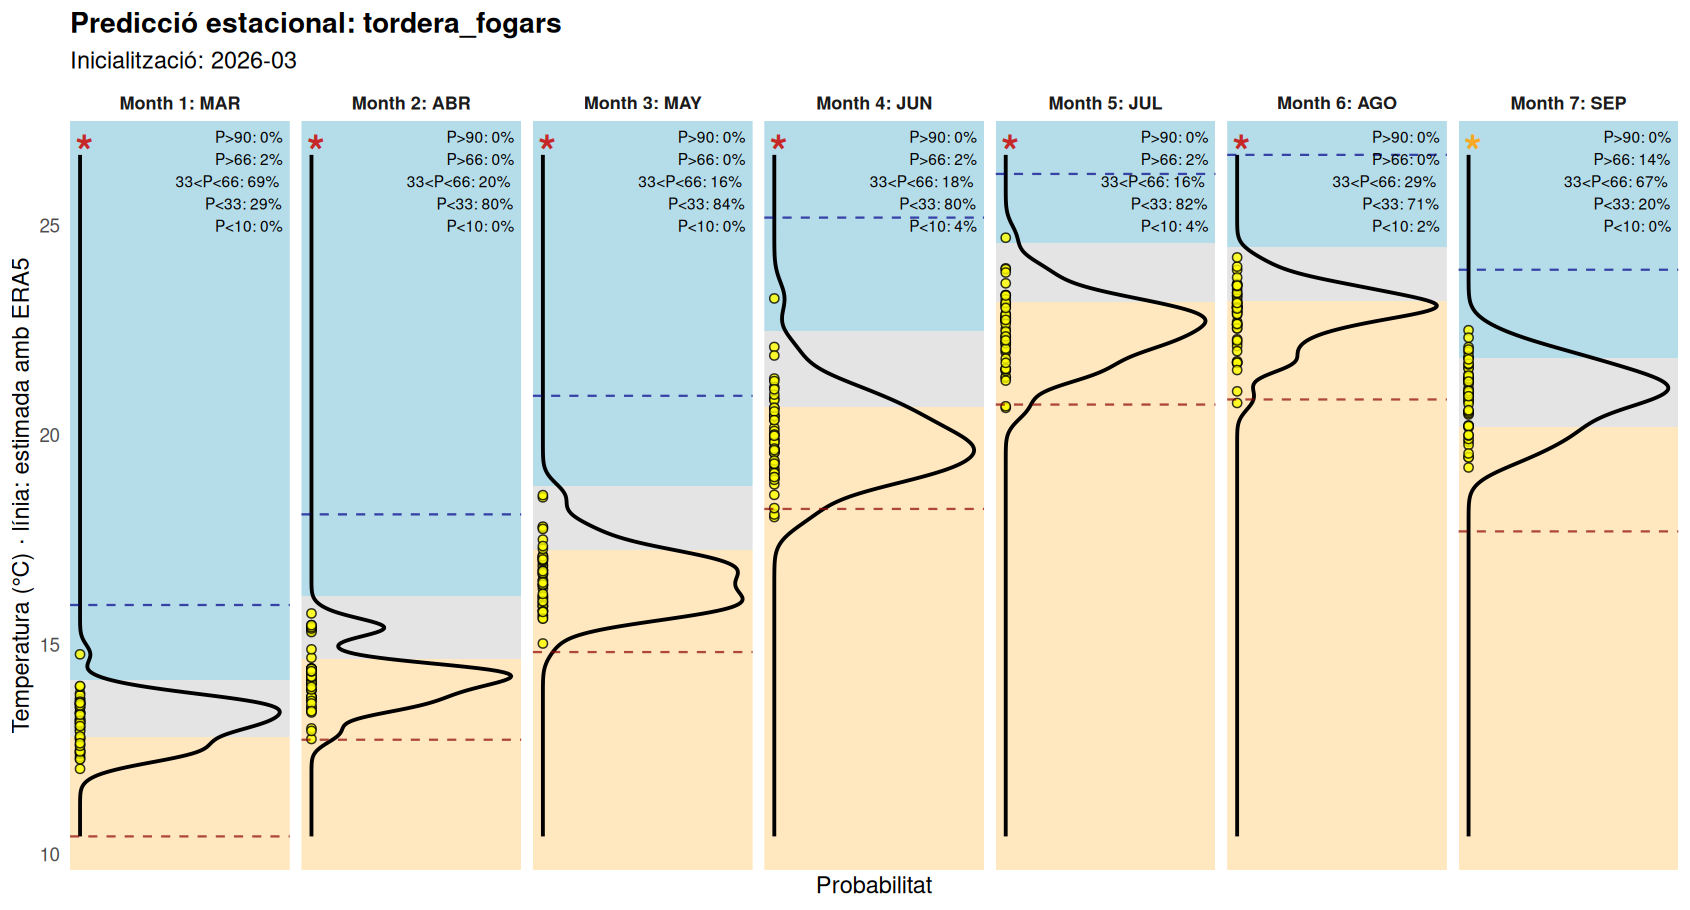 Predicció estacional: tordera_fogars
Inicialització: 2026-03
Month 1: MAR
Month 2: ABR
Month 3: MAY
Month 4: JUN
Month 5: JUL
Month 6: AGO
Month 7: SEP
*
P>90: 0%
P>66: 2%
33<P<66: 69%
P<33: 29%
P<10: 0%
*
P>90: 0%
P>66: 0%
33<P<66: 20%
P<33: 80%
P<10: 0%
*
P>90: 0%
P>66: 0%
33<P<66: 16%
P<33: 84%
P<10: 0%
*
P>90: 0%
P>66: 2%
33<P<66: 18%
P<33: 80%
P<10: 4%
*
P>90: 0%
P>66: 2%
33<P<66: 16%
P<33: 82%
P<10: 4%
*
P>90: 0%
P>66: 0%
33<P<66: 29%
P<33: 71%
P<10: 2%
*
P>90: 0%
P>66: 14%
33<P<66: 67%
P<33: 20%
P<10: 0%
25
20
15
10
Temperatura (°C) · línia: estimada amb ERA5
Probabilitat